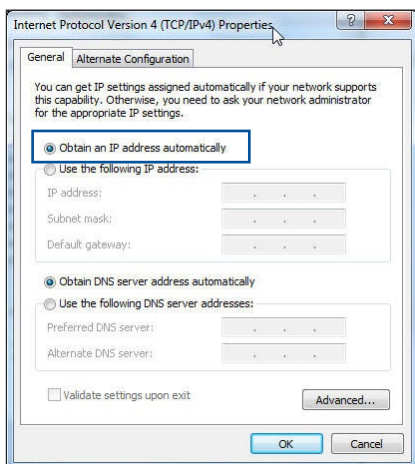 Internet Protocol Version 4 (TCP/IPv4) Properties
General
Alternate Configuration
You can get IP settings assigned automatically if your network supports
this capability. Otherwise, you need to ask your network administrator
for the appropriate IP settings.
Obtain an IP address automatically
Use the following IP address:
IP address:
Subnet mask:
Default gateway:
Obtain DNS server address automatically
Use the following DNS server addresses:
Preferred DNS server:
Alternate DNS server:
Validate settings upon exit
Advanced...
OK
Cancel